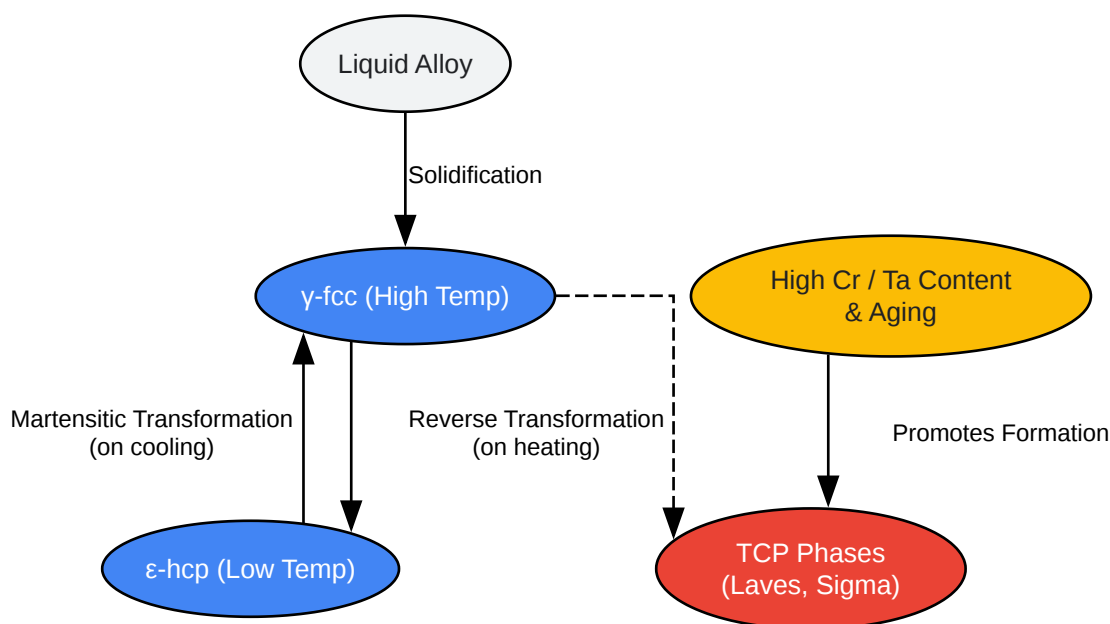 Liquid Alloy
Solidification
γ-fcc (High Temp)
High Cr / Ta Content
& Aging
Martensitic Transformation
(on cooling)
Reverse Transformation
(on heating)
Promotes Formation
ε-hcp (Low Temp)
TCP Phases
(Laves, Sigma)